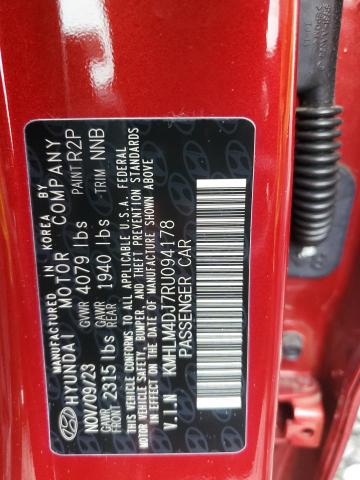 MANUFACTURED IN KOREA BY
HYUNDAI MOTOR COMPANY
NOV/09/23 GVWR 4079 lbs PAINT R2P
GAWR FRONT 2315 lbs GAWR REAR 1940 lbs TRIM NNB
THIS VEHICLE CONFORMS TO ALL APPLICABLE U.S.A. FEDERAL
MOTOR VEHICLE SAFETY, BUMPER, AND THEFT PREVENTION STANDARDS
IN EFFECT ON THE DATE OF MANUFACTURE SHOWN ABOVE.
V.I.N KMHLM4DJ7RU094178
PASSENGER CAR